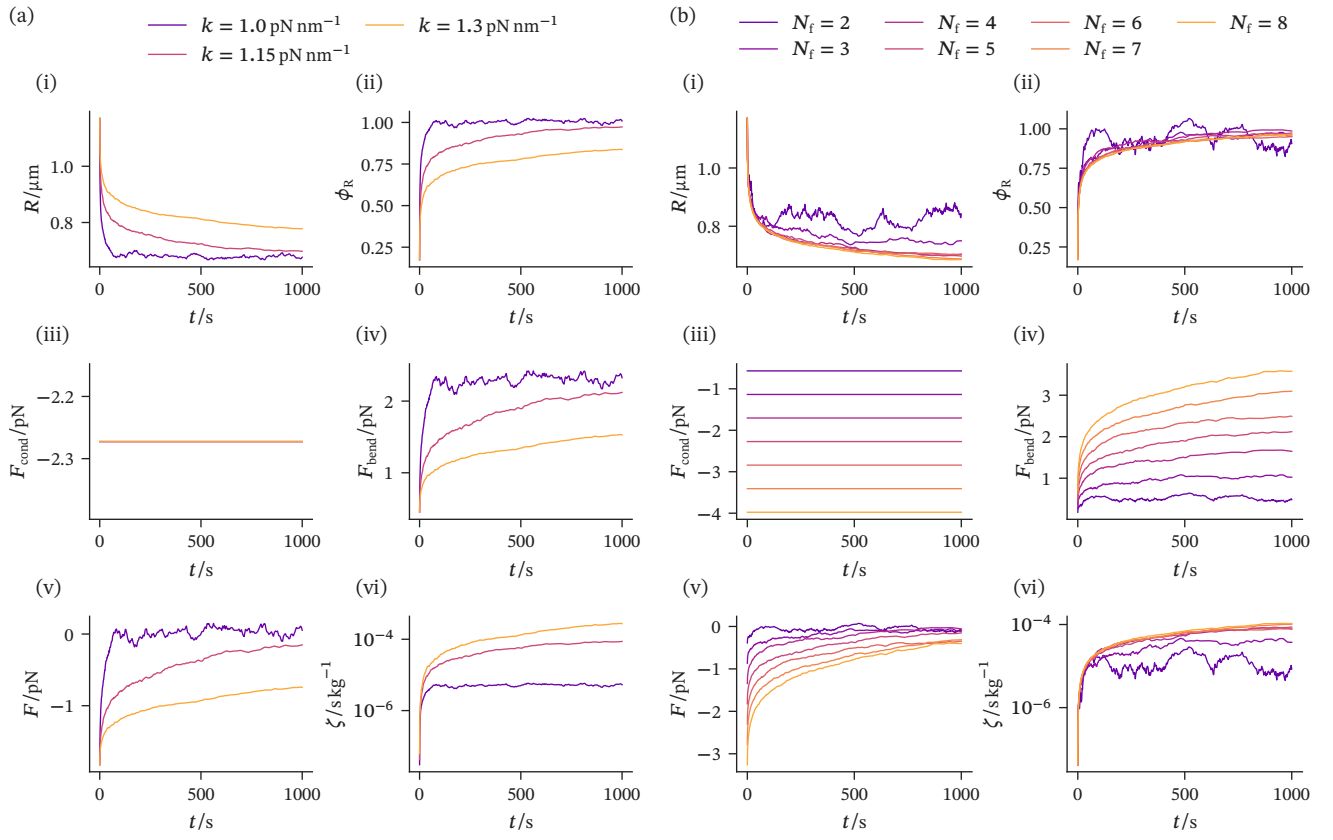 (a)
k = 1.0 pN nm⁻¹
k = 1.3 pN nm⁻¹
k = 1.15 pN nm⁻¹
(b)
N_f = 2
N_f = 4
N_f = 6
N_f = 8
N_f = 3
N_f = 5
N_f = 7
(i)
R/μm
1.0
0.8
0
500
1000
t/s
(ii)
ϕ_R
1.00
0.75
0.50
0.25
0
500
1000
t/s
(i)
R/μm
1.0
0.8
0
500
1000
t/s
(ii)
ϕ_R
1.00
0.75
0.50
0.25
0
500
1000
t/s
(iii)
F_cond/pN
−2.2
−2.3
0
500
1000
t/s
(iv)
F_bend/pN
2
1
0
500
1000
t/s
(iii)
F_cond/pN
−1
−2
−3
−4
0
500
1000
t/s
(iv)
F_bend/pN
3
2
1
0
500
1000
t/s
(v)
F/pN
0
−1
0
500
1000
t/s
(vi)
ζ/s kg⁻¹
10⁻⁴
10⁻⁶
0
500
1000
t/s
(v)
F/pN
0
−1
−2
−3
0
500
1000
t/s
(vi)
ζ/s kg⁻¹
10⁻⁴
10⁻⁶
0
500
1000
t/s